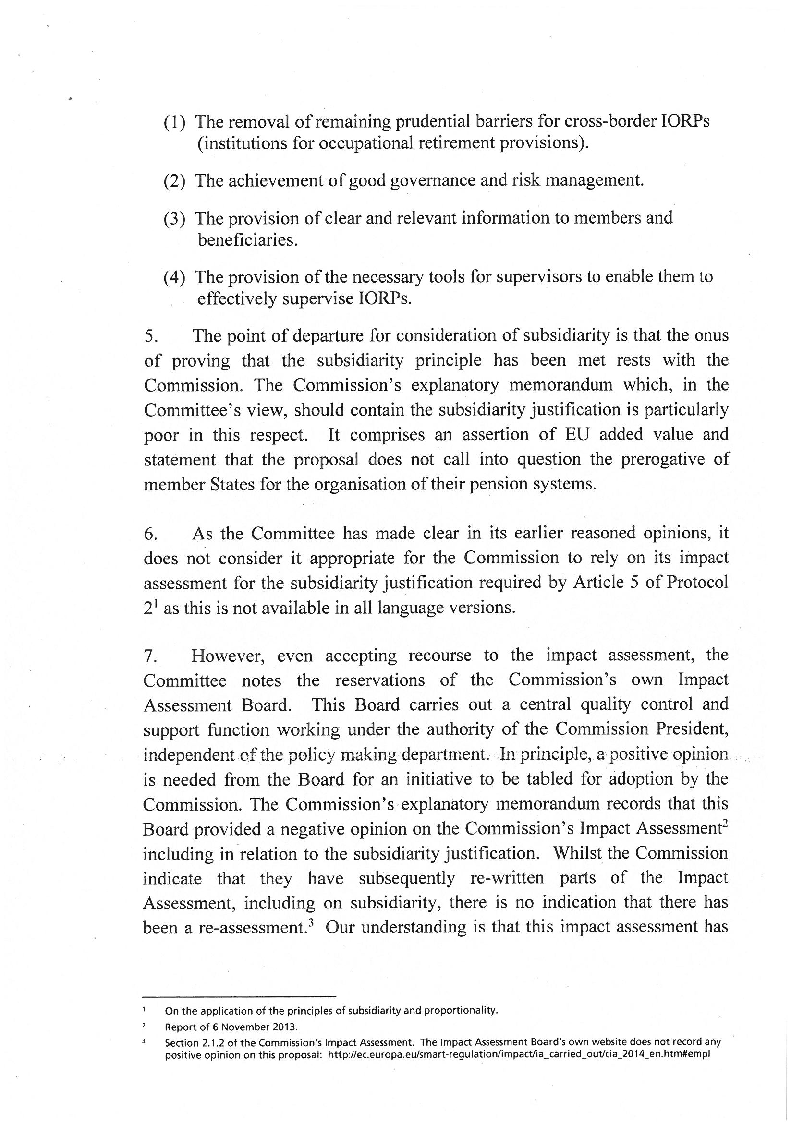 (1) The removal of remaining prudential barriers for cross-border IORPs
(institutions for occupational retirement provisions).
(2) The achievement of good governance and risk management.
(3) The provision of clear and relevant information to members and
beneficiaries.
(4) The provision of the necessary tools for supervisors to enable them to
effectively supervise IORPs.
5. The point of departure for consideration of subsidiarity is that the onus
of proving that the subsidiarity principle has been met rests with the
Commission. The Commission's explanatory memorandum which, in the
Committee's view, should contain the subsidiarity justification is particularly
poor in this respect. It comprises an assertion of EU added value and
statement that the proposal does not call into question the prerogative of
member States for the organisation of their pension systems.
6. As the Committee has made clear in its earlier reasoned opinions, it
does not consider it appropriate for the Commission to rely on its impact
assessment for the subsidiarity justification required by Article 5 of Protocol
2¹ as this is not available in all language versions.
7. However, even accepting recourse to the impact assessment, the
Committee notes the reservations of the Commission's own Impact
Assessment Board. This Board carries out a central quality control and
support function working under the authority of the Commission President,
independent of the policy making department. In principle, a positive opinion
is needed from the Board for an initiative to be tabled for adoption by the
Commission. The Commission's explanatory memorandum records that this
Board provided a negative opinion on the Commission's Impact Assessment²
including in relation to the subsidiarity justification. Whilst the Commission
indicate that they have subsequently re-written parts of the Impact
Assessment, including on subsidiarity, there is no indication that there has
been a re-assessment.³ Our understanding is that this impact assessment has
¹ On the application of the principles of subsidiarity and proportionality.
² Report of 6 November 2013.
³ Section 2.1.2 of the Commission's Impact Assessment. The Impact Assessment Board's own website does not record any
positive opinion on this proposal: http://ec.europa.eu/smart-regulation/impact/ia_carried_out/cia_2014_en.htm#empl